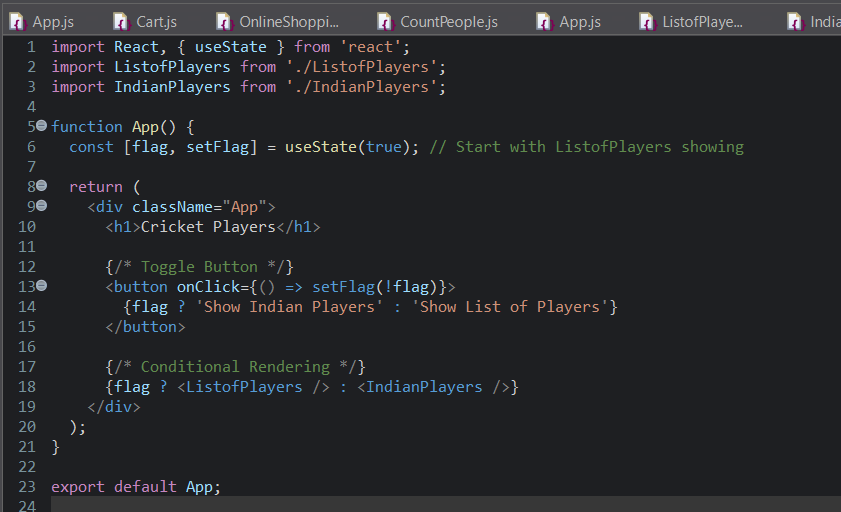 App.js Cart.js OnlineShoppi... CountPeople.js App.js ListofPlaye... India
1 import React, { useState } from 'react';
2 import ListofPlayers from './ListofPlayers';
3 import IndianPlayers from './IndianPlayers';
4
5 function App() {
6   const [flag, setFlag] = useState(true); // Start with ListofPlayers showing
7
8   return (
9     <div className="App">
10       <h1>Cricket Players</h1>
11
12       {/* Toggle Button */}
13       <button onClick={() => setFlag(!flag)}>
14         {flag ? 'Show Indian Players' : 'Show List of Players'}
15       </button>
16
17       {/* Conditional Rendering */}
18       {flag ? <ListofPlayers /> : <IndianPlayers />}
19     </div>
20   );
21 }
22
23 export default App;
24